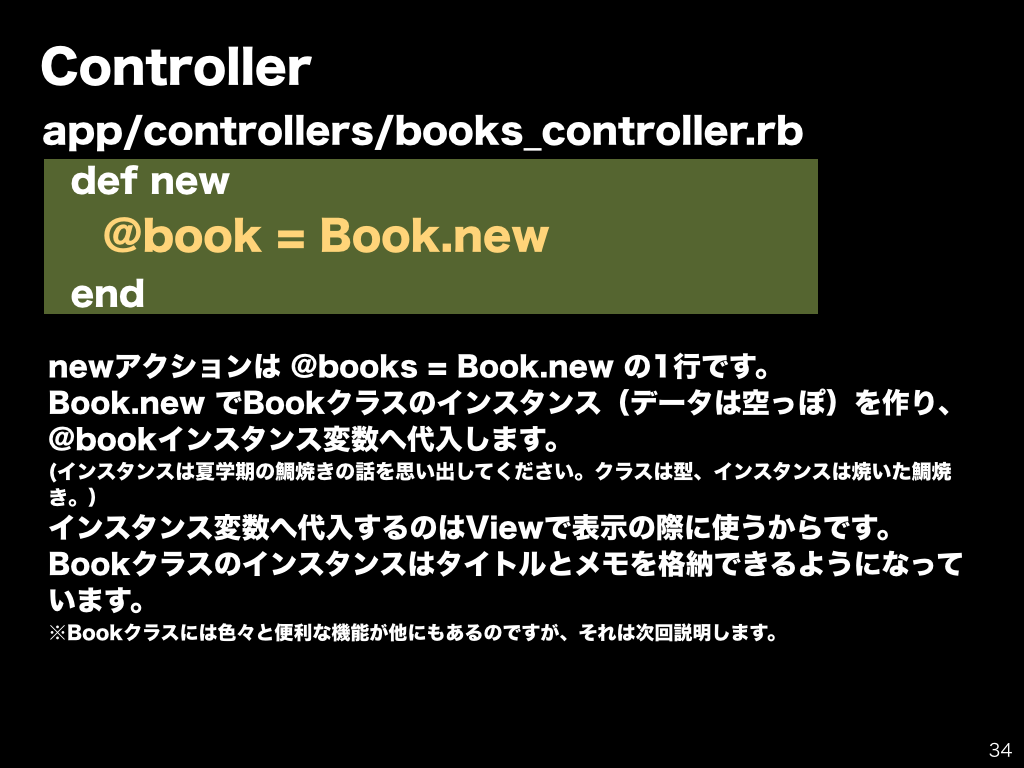 Controller
app/controllers/books_controller.rb
def new
@book = Book.new
end
newアクションは @books = Book.new の1行です。
Book.new でBookクラスのインスタンス（データは空っぽ）を作り、
@bookインスタンス変数へ代入します。
(インスタンスは夏学期の鯛焼きの話を思い出してください。クラスは型、インスタンスは焼いた鯛焼
き。）
インスタンス変数へ代入するのはViewで表示の際に使うからです。
Bookクラスのインスタンスはタイトルとメモを格納できるようになって
います。
※Bookクラスには色々と便利な機能が他にもあるのですが、それは次回説明します。
34